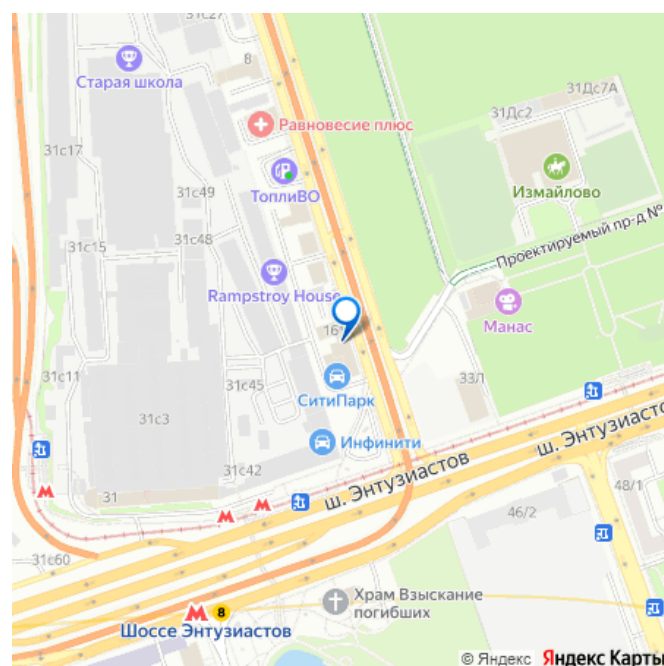 31с27
8
Старая школа
31Дс7А
31Дс2
Равновесие плюс
31с17
31с49
Измайлово
ТоплиВО
31с15
31с48
Проектируемый пр-д №
Rampstroy House
Манас
16
31с11
31с45
СитиПарк
33Л
31с3
Инфинити
31с42
ш. Энтузиастов
ш. Энтузиастов
31
48/1
46/2
31с60
Храм Взыскание
погибших
8
Шоссе Энтузиастов
© Яндекс Яндекс Карты